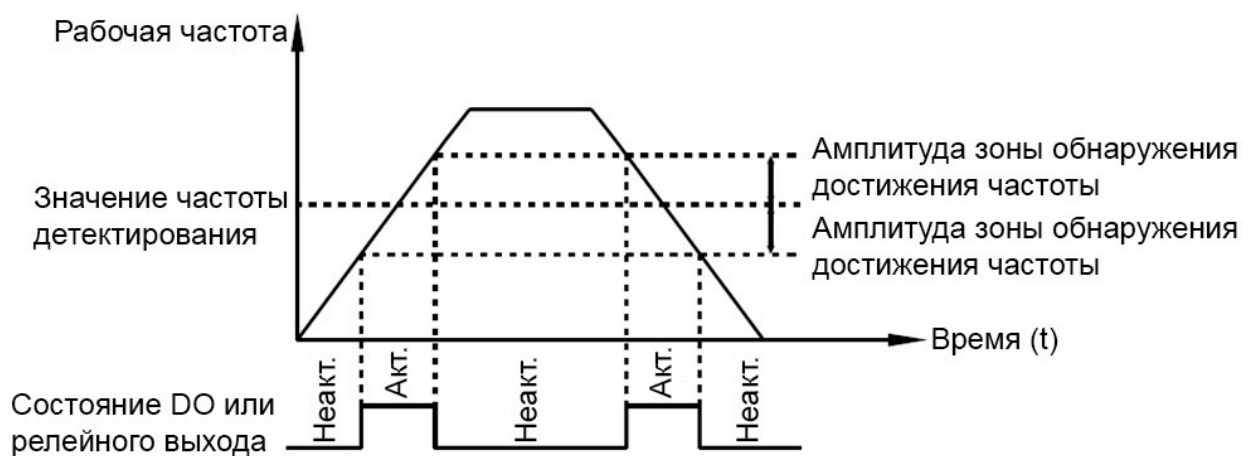 Рабочая частота
Амплитуда зоны обнаружения
достижения частоты
Значение частоты
детектирования
Амплитуда зоны обнаружения
достижения частоты
Время (t)
Неакт.
Акт.
Неакт.
Акт.
Неакт.
Состояние DO или
релейного выхода